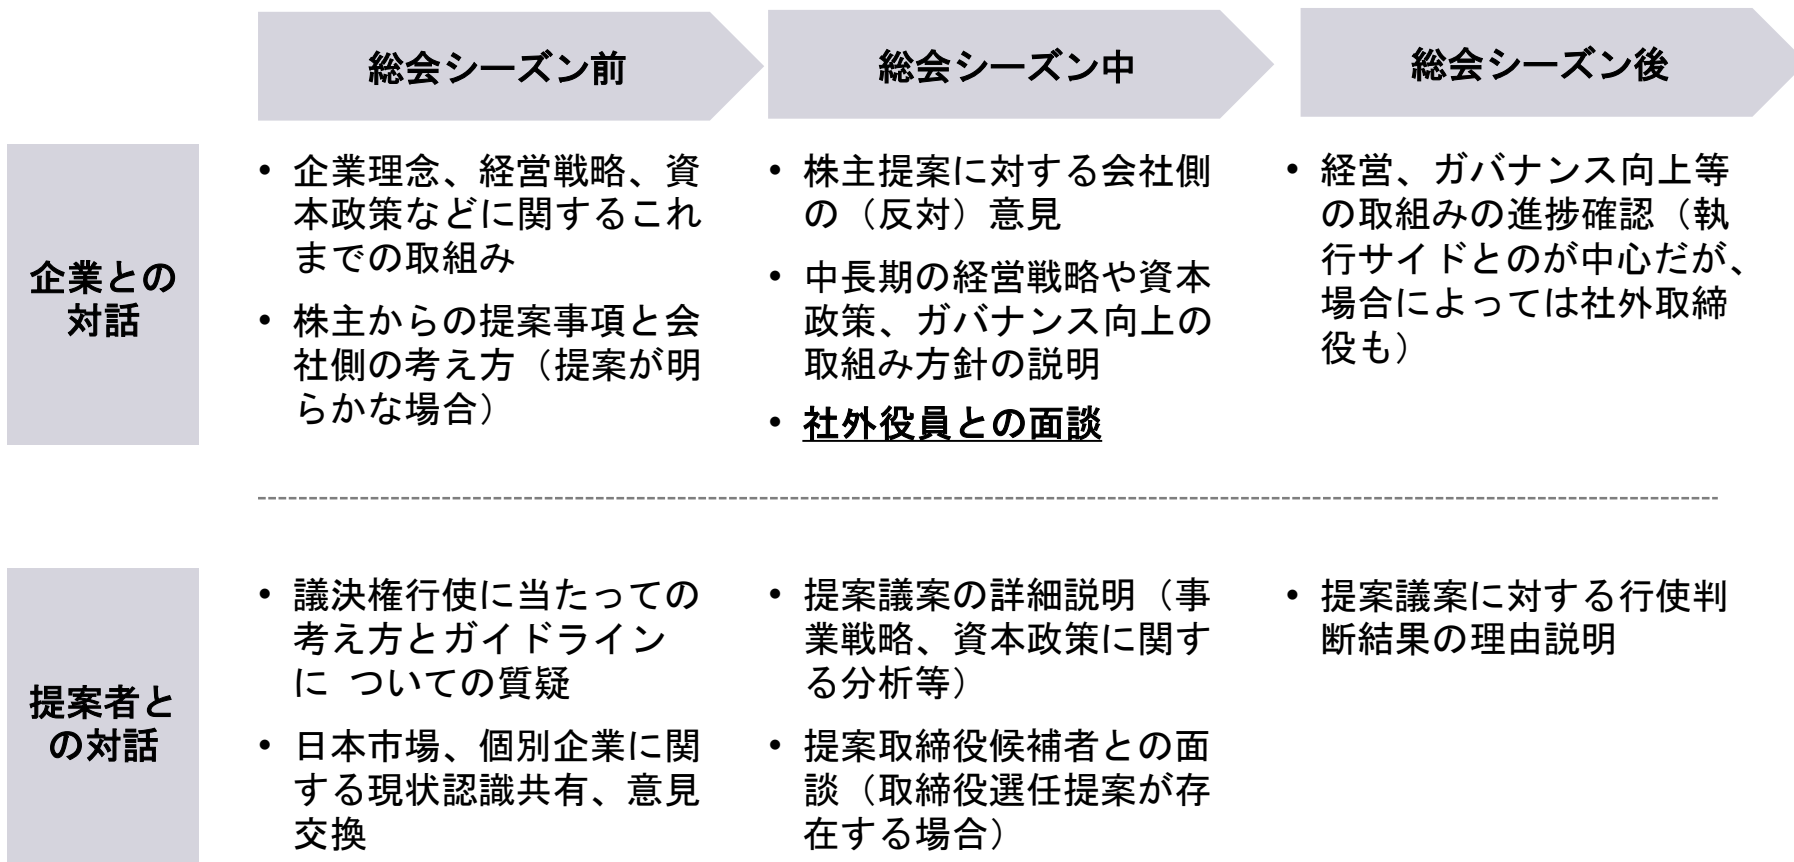 総会シーズン前
総会シーズン中
総会シーズン後
企業との
対話
• 企業理念、経営戦略、資
本政策などに関するこれ
までの取組み
• 株主からの提案事項と会
社側の考え方（提案が明
らかな場合）
• 株主提案に対する会社側
の（反対）意見
• 中長期の経営戦略や資本
政策、ガバナンス向上の
取組み方針の説明
• 社外役員との面談
• 経営、ガバナンス向上等
の取組みの進捗確認（執
行サイドとのが中心だが、
場合によっては社外取締
役も）
提案者と
の対話
• 議決権行使に当たっての
考え方とガイドライン
に ついての質疑
• 日本市場、個別企業に関
する現状認識共有、意見
交換
• 提案議案の詳細説明（事
業戦略、資本政策に関す
る分析等）
• 提案取締役候補者との面
談（取締役選任提案が存
在する場合）
• 提案議案に対する行使判
断結果の理由説明